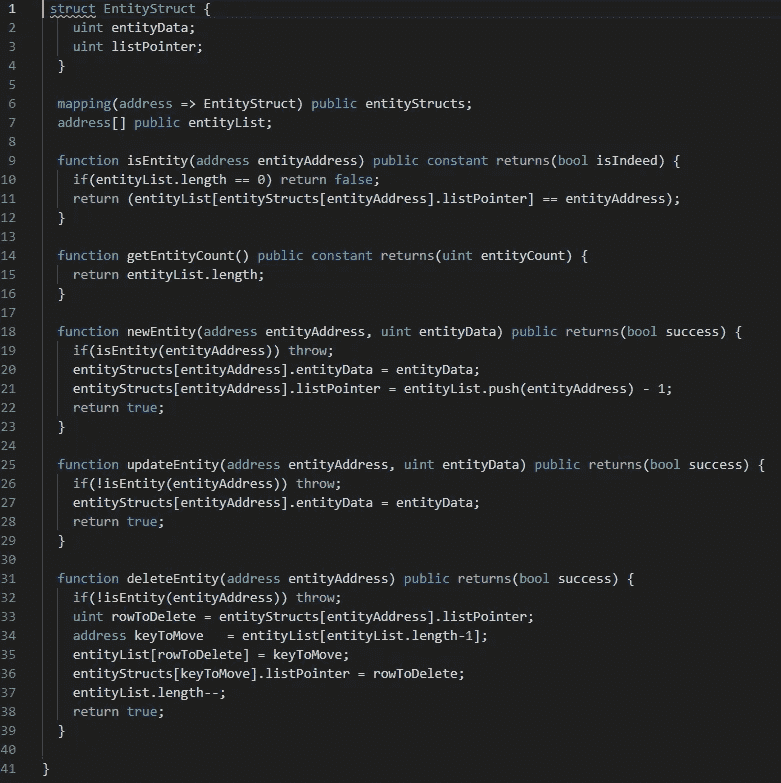 1 struct EntityStruct {
2 uint entityData;
3 uint listPointer;
4 }
5
6 mapping(address => EntityStruct) public entityStructs;
7 address[] public entityList;
8
9 function isEntity(address entityAddress) public constant returns(bool isIndeed) {
10 if(entityList.length == 0) return false;
11 return (entityList[entityStructs[entityAddress].listPointer] == entityAddress);
12 }
13
14 function getEntityCount() public constant returns(uint entityCount) {
15 return entityList.length;
16 }
17
18 function newEntity(address entityAddress, uint entityData) public returns(bool success) {
19 if(isEntity(entityAddress)) throw;
20 entityStructs[entityAddress].entityData = entityData;
21 entityStructs[entityAddress].listPointer = entityList.push(entityAddress) - 1;
22 return true;
23 }
24
25 function updateEntity(address entityAddress, uint entityData) public returns(bool success) {
26 if(!isEntity(entityAddress)) throw;
27 entityStructs[entityAddress].entityData = entityData;
28 return true;
29 }
30
31 function deleteEntity(address entityAddress) public returns(bool success) {
32 if(!isEntity(entityAddress)) throw;
33 uint rowToDelete = entityStructs[entityAddress].listPointer;
34 address keyToMove   = entityList[entityList.length-1];
35 entityList[rowToDelete] = keyToMove;
36 entityStructs[keyToMove].listPointer = rowToDelete;
37 entityList.length--;
38 return true;
39 }
40
41 }